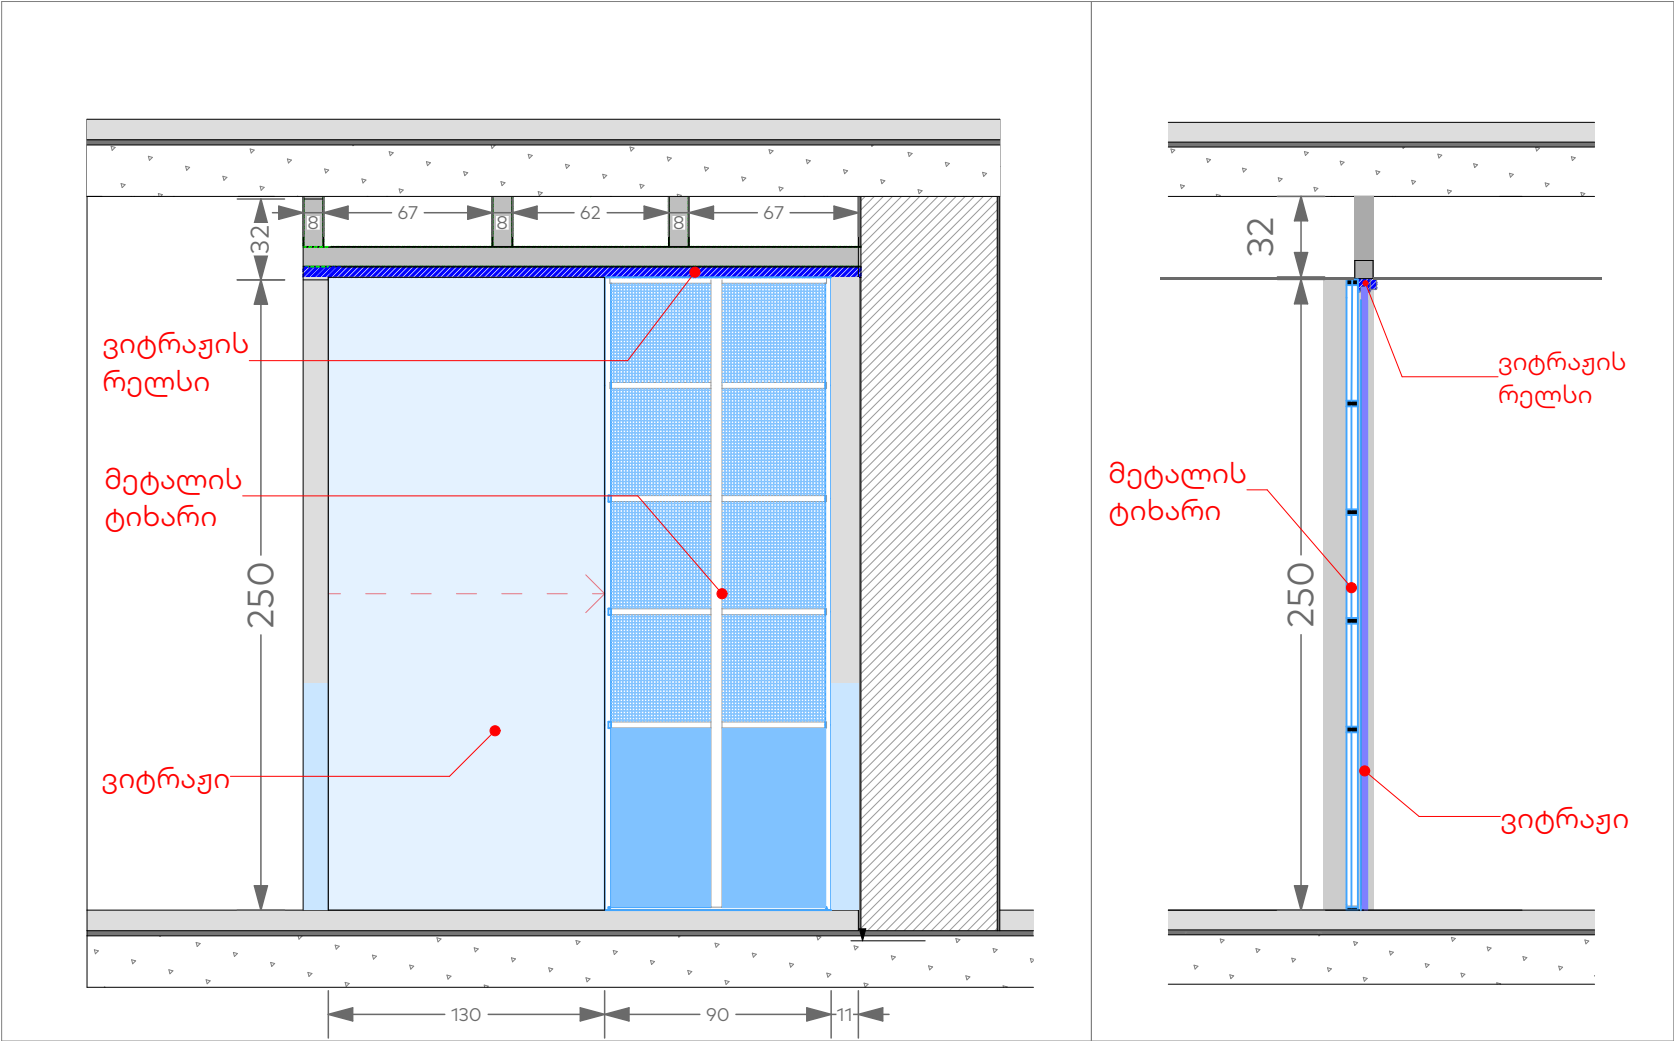 8
67
8
62
8
67
32
ვიტრაჟის
რელსი
მეტალის
ტიხარი
250
ვიტრაჟი
130
90
11
32
ვიტრაჟის
რელსი
მეტალის
ტიხარი
250
ვიტრაჟი